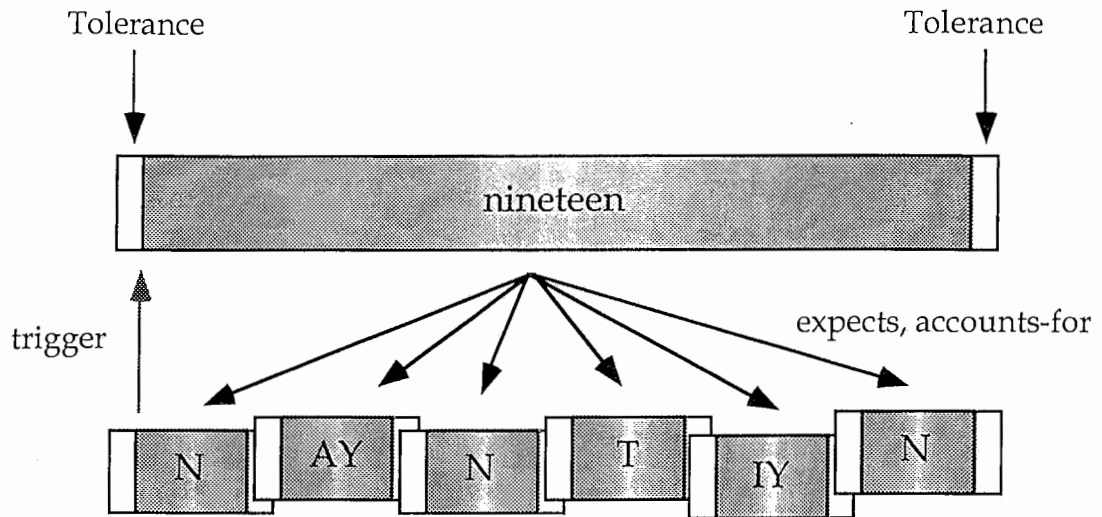 Tolerance
Tolerance
nineteen
trigger
expects, accounts-for
N
AY
N
T
IY
N